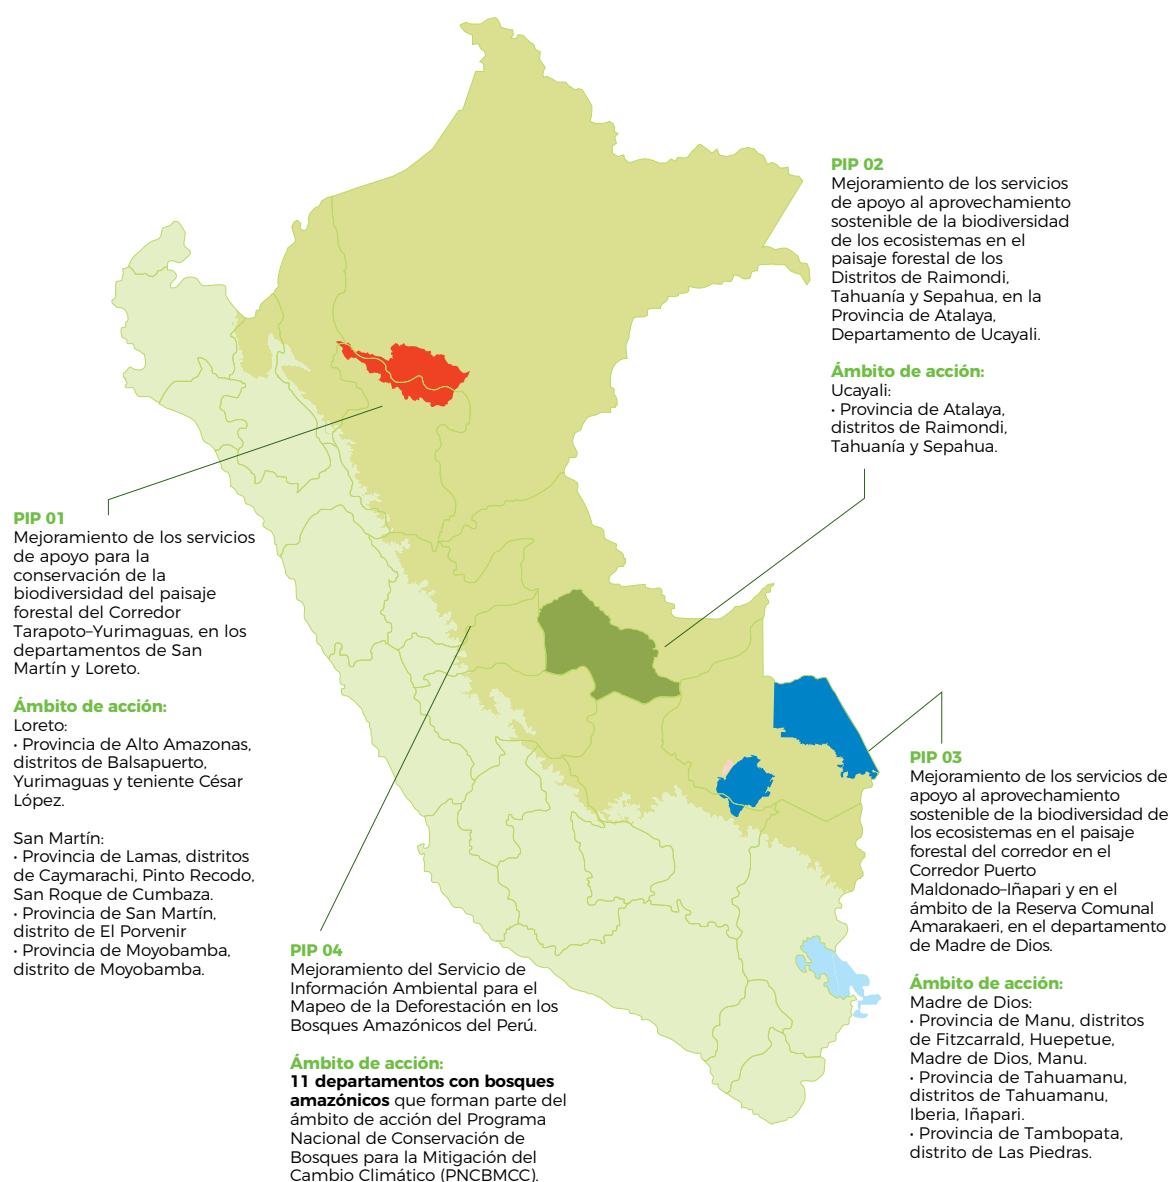 PIP 01
Mejoramiento de los servicios
de apoyo para la
conservación de la
biodiversidad del paisaje
forestal del Corredor
Tarapoto–Yurimaguas, en los
departamentos de San
Martín y Loreto.
Ámbito de acción:
Loreto:
• Provincia de Alto Amazonas,
distritos de Balsapuerto,
Yurimaguas y teniente César
López.
San Martín:
• Provincia de Lamas, distritos
de Caymarachi, Pinto Recodo,
San Roque de Cumbaza.
• Provincia de San Martín,
distrito de El Porvenir
• Provincia de Moyobamba,
distrito de Moyobamba.
PIP 04
Mejoramiento del Servicio de
Información Ambiental para el
Mapeo de la Deforestación en los
Bosques Amazónicos del Perú.
Ámbito de acción:
11 departamentos con bosques
amazónicos que forman parte del
ámbito de acción del Programa
Nacional de Conservación de
Bosques para la Mitigación del
Cambio Climático (PNCBMCC).
PIP 02
Mejoramiento de los servicios
de apoyo al aprovechamiento
sostenible de la biodiversidad
de los ecosistemas en el
paisaje forestal de los
Distritos de Raimondi,
Tahuanía y Sepahua, en la
Provincia de Atalaya,
Departamento de Ucayali.
Ámbito de acción:
Ucayali:
• Provincia de Atalaya,
distritos de Raimondi,
Tahuanía y Sepahua.
PIP 03
Mejoramiento de los servicios de
apoyo al aprovechamiento
sostenible de la biodiversidad de
los ecosistemas en el paisaje
forestal del corredor en el
Corredor Puerto
Maldonado–Iñapari y en el
ámbito de la Reserva Comunal
Amarakaeri, en el departamento
de Madre de Dios.
Ámbito de acción:
Madre de Dios:
• Provincia de Manu, distritos
de Fitzcarrald, Huepetue,
Madre de Dios, Manu.
• Provincia de Tahuamanu,
distritos de Tahuamanu,
Iberia, Iñapari.
• Provincia de Tambopata,
distrito de Las Piedras.